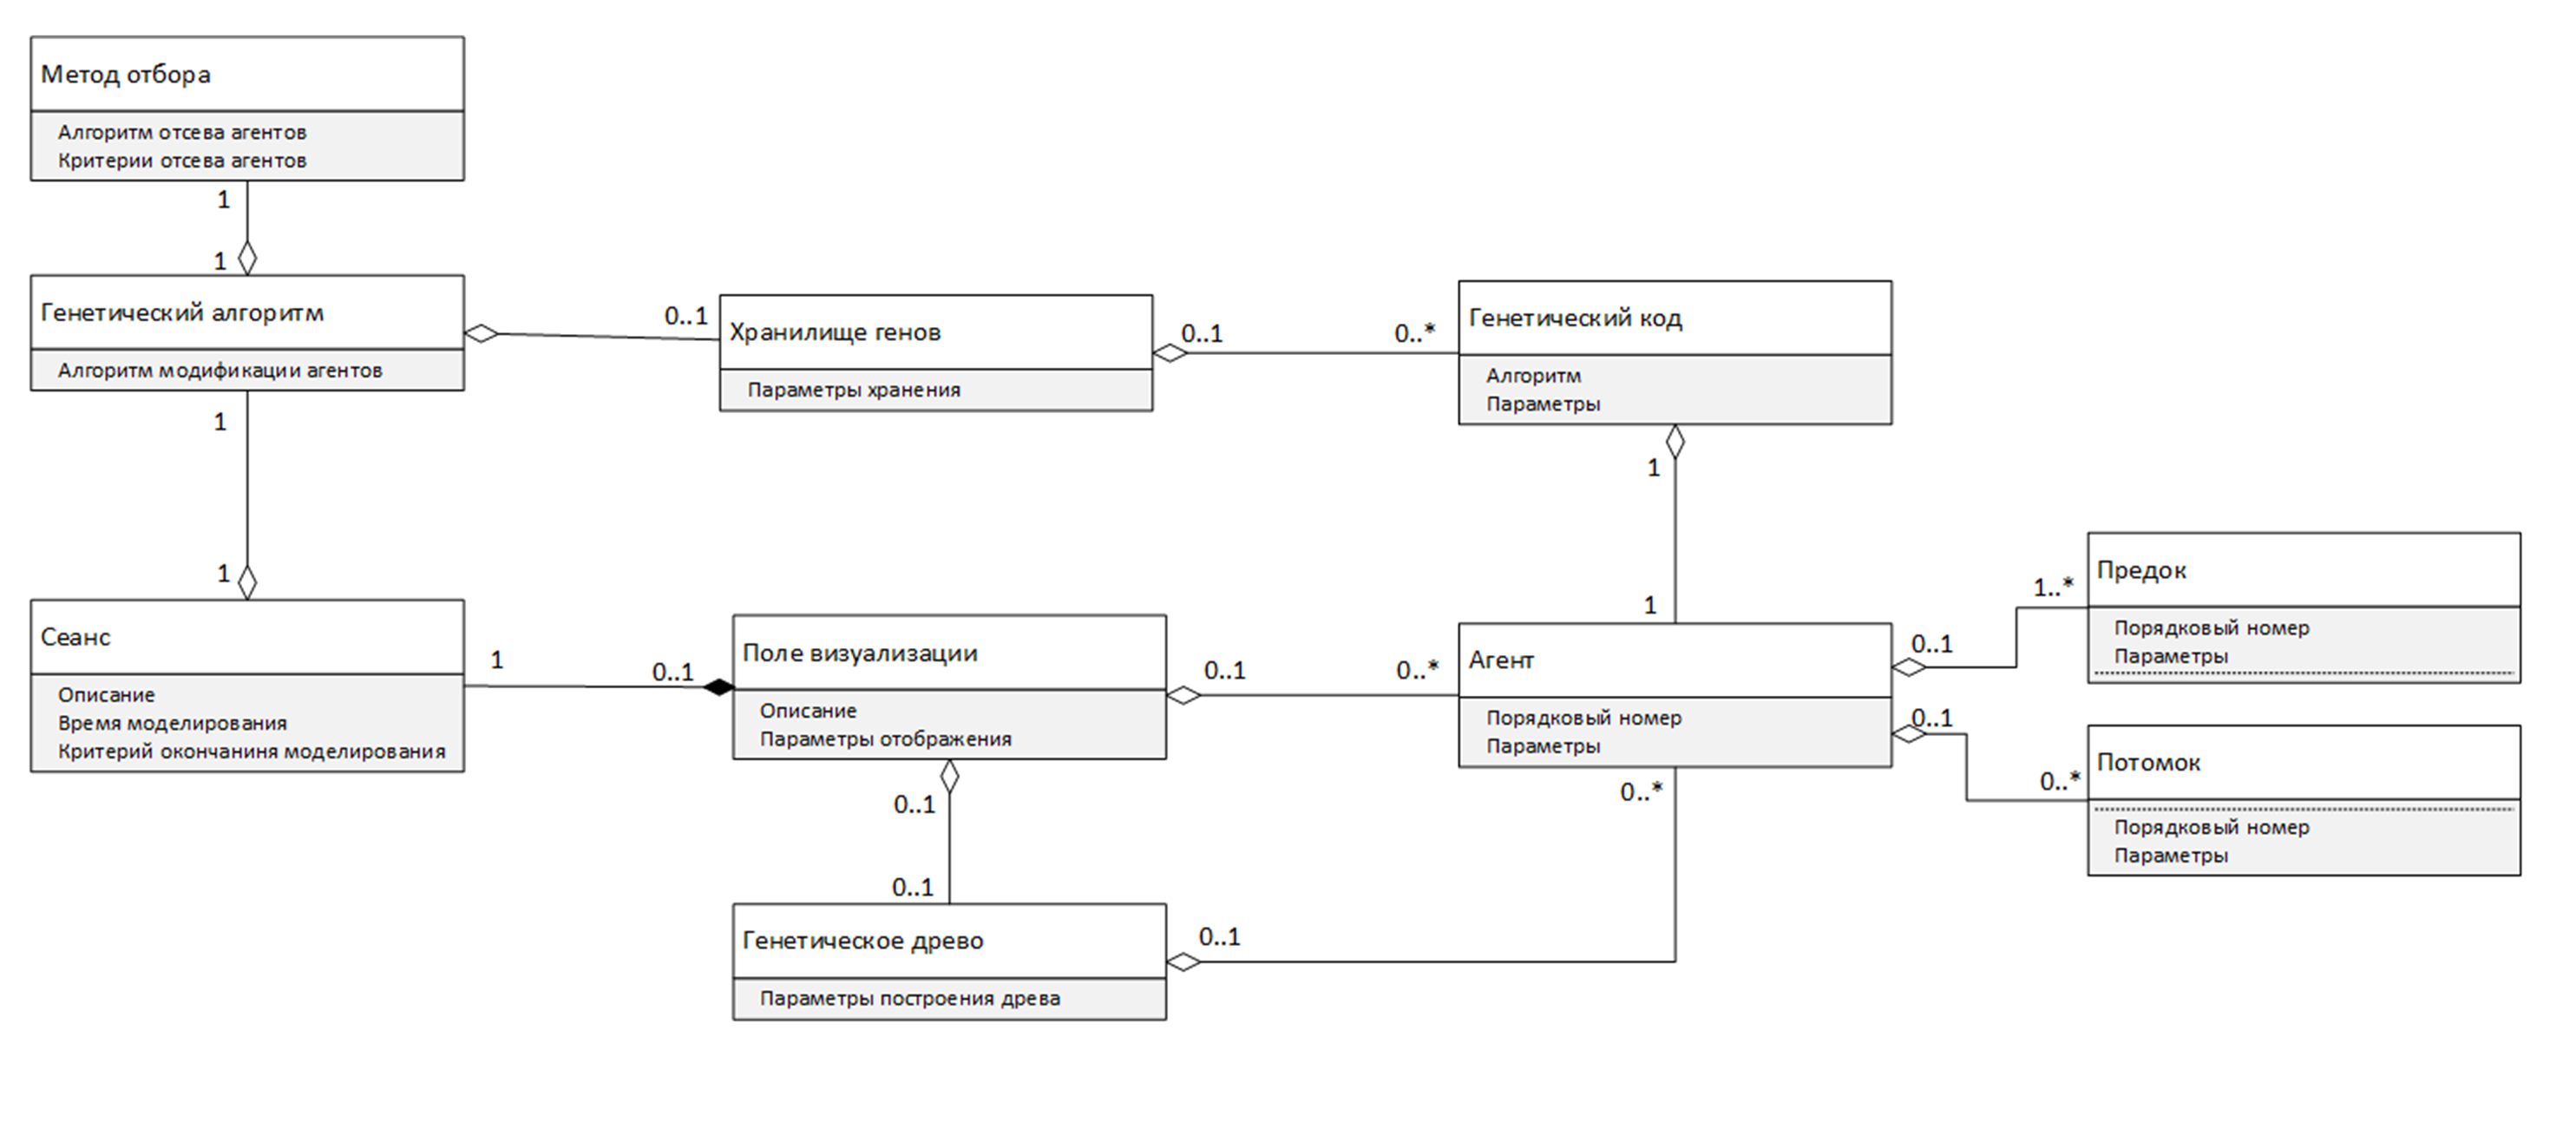 Метод отбора
Алгоритм отсева агентов
Критерии отсева агентов
1
1
Генетический алгоритм
Алгоритм модификации агентов
0..1
Хранилище генов
Параметры хранения
0..1
0..*
Генетический код
Алгоритм
Параметры
1
1
1
1
Сеанс
Описание
Время моделирования
Критерий окончаниня моделирования
1
0..1
Поле визуализации
Описание
Параметры отображения
0..1
0..*
Агент
Порядковый номер
Параметры
0..1
1..*
Предок
Порядковый номер
Параметры
0..1
0..*
Потомок
Порядковый номер
Параметры
0..1
0..1
0..*
Генетическое древо
Параметры построения древа
0..1